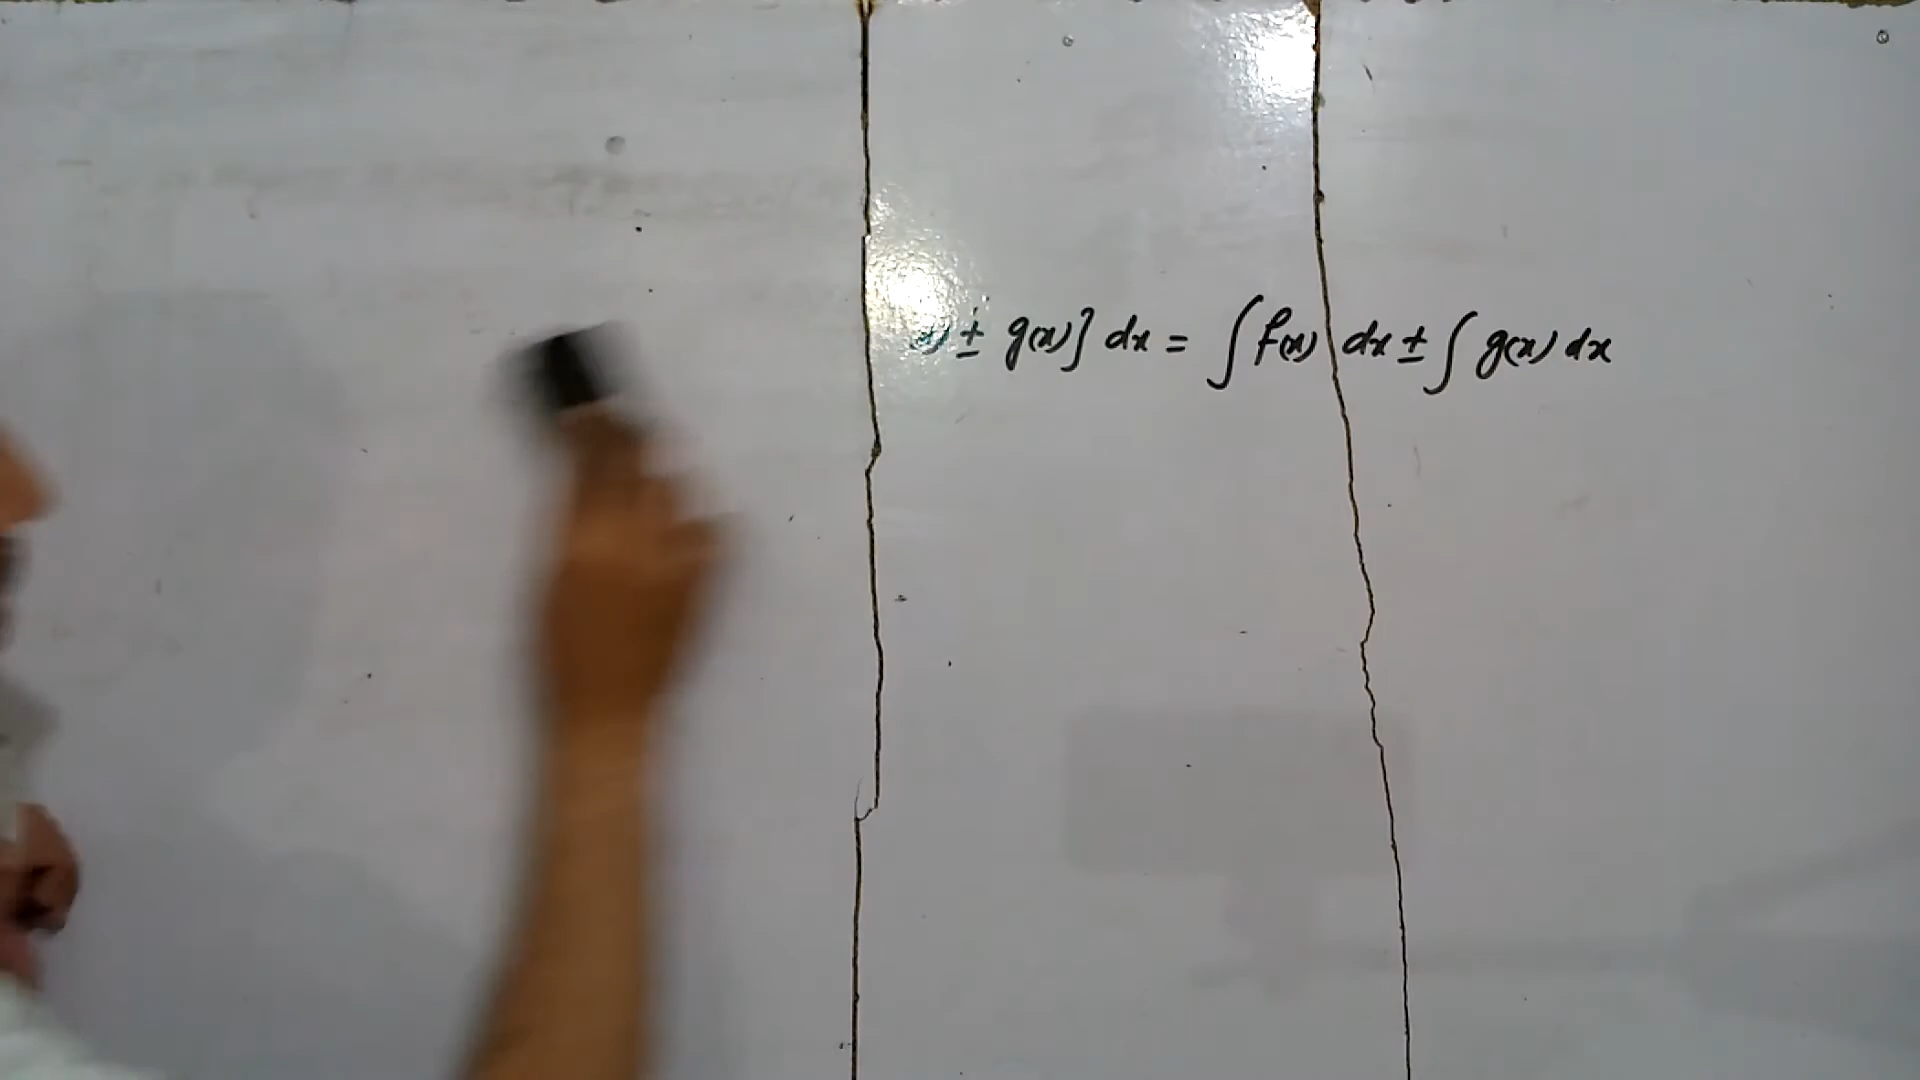 x) ± g(x)] dx = ∫ f(x) dx ± ∫ g(x) dx